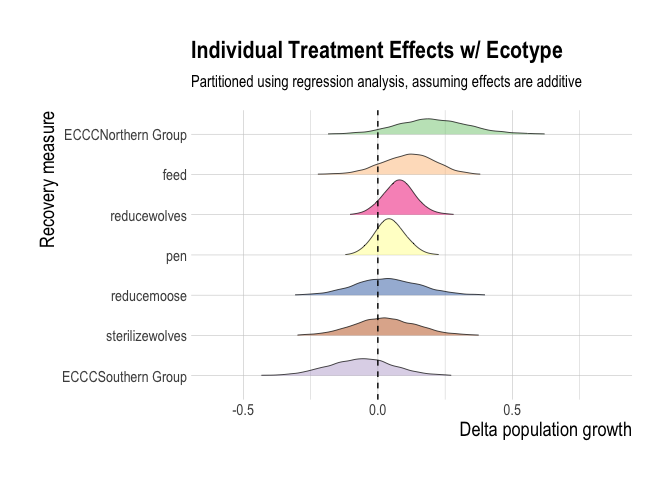 Individual Treatment Effects w/ Ecotype
Partitioned using regression analysis, assuming effects are additive
Recovery measure
ECCCNorthern Group
feed
reducewolves
pen
reducemoose
sterilizewolves
ECCCSouthern Group
-0.5 0.0 0.5
Delta population growth